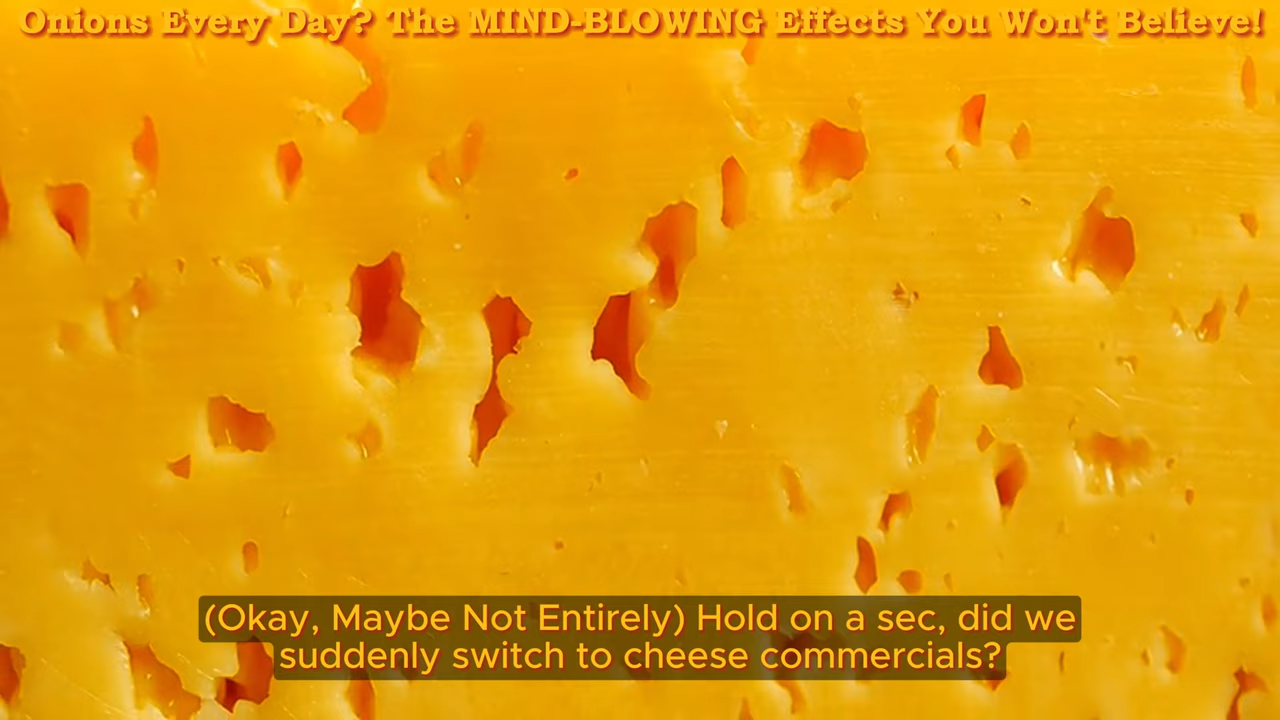 Onions Every Day? The MIND-BLOWING Effects You Won't Believe!
(Okay, Maybe Not Entirely) Hold on a sec, did we
suddenly switch to cheese commercials?